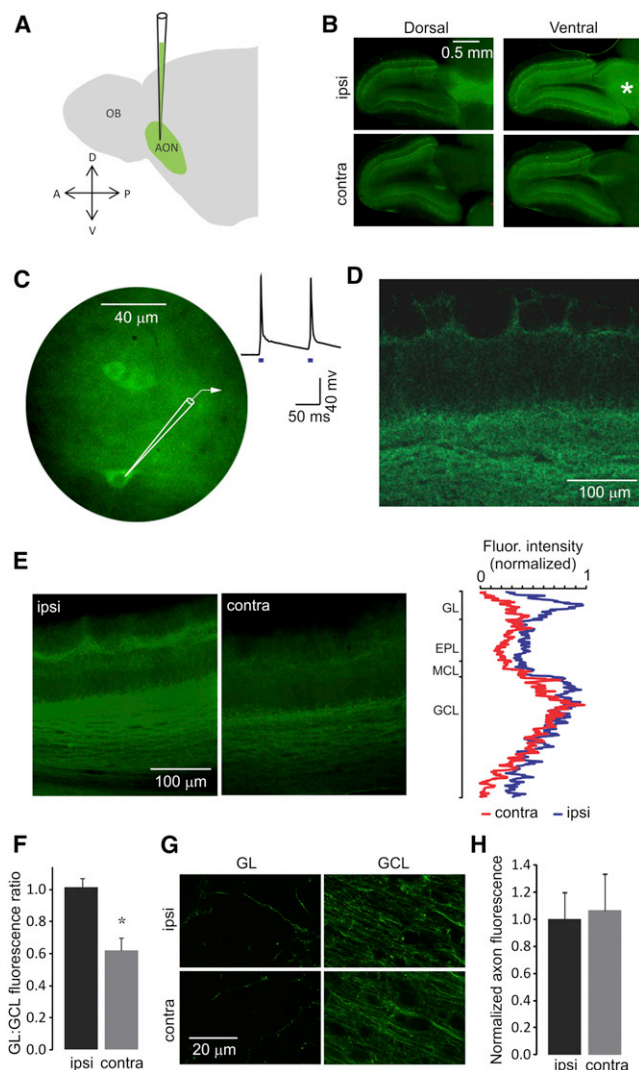 A
OB
AON
D
A
P
V
B
Dorsal
Ventral
0.5 mm
ipsi
*
contra
C
40 μm
50 ms
40 mv
D
100 μm
E
ipsi
contra
100 μm
Fluor. intensity
(normalized)
0
1
GL
EPL
MCL
GCL
contra
ipsi
F
GL:GCL fluorescence ratio
1.0
0.8
0.6
0.4
0.2
0.0
*
ipsi
contra
G
GL
GCL
ipsi
contra
20 μm
H
Normalized axon fluorescence
1.4
1.2
1.0
0.8
0.6
0.4
0.2
0.0
ipsi
contra